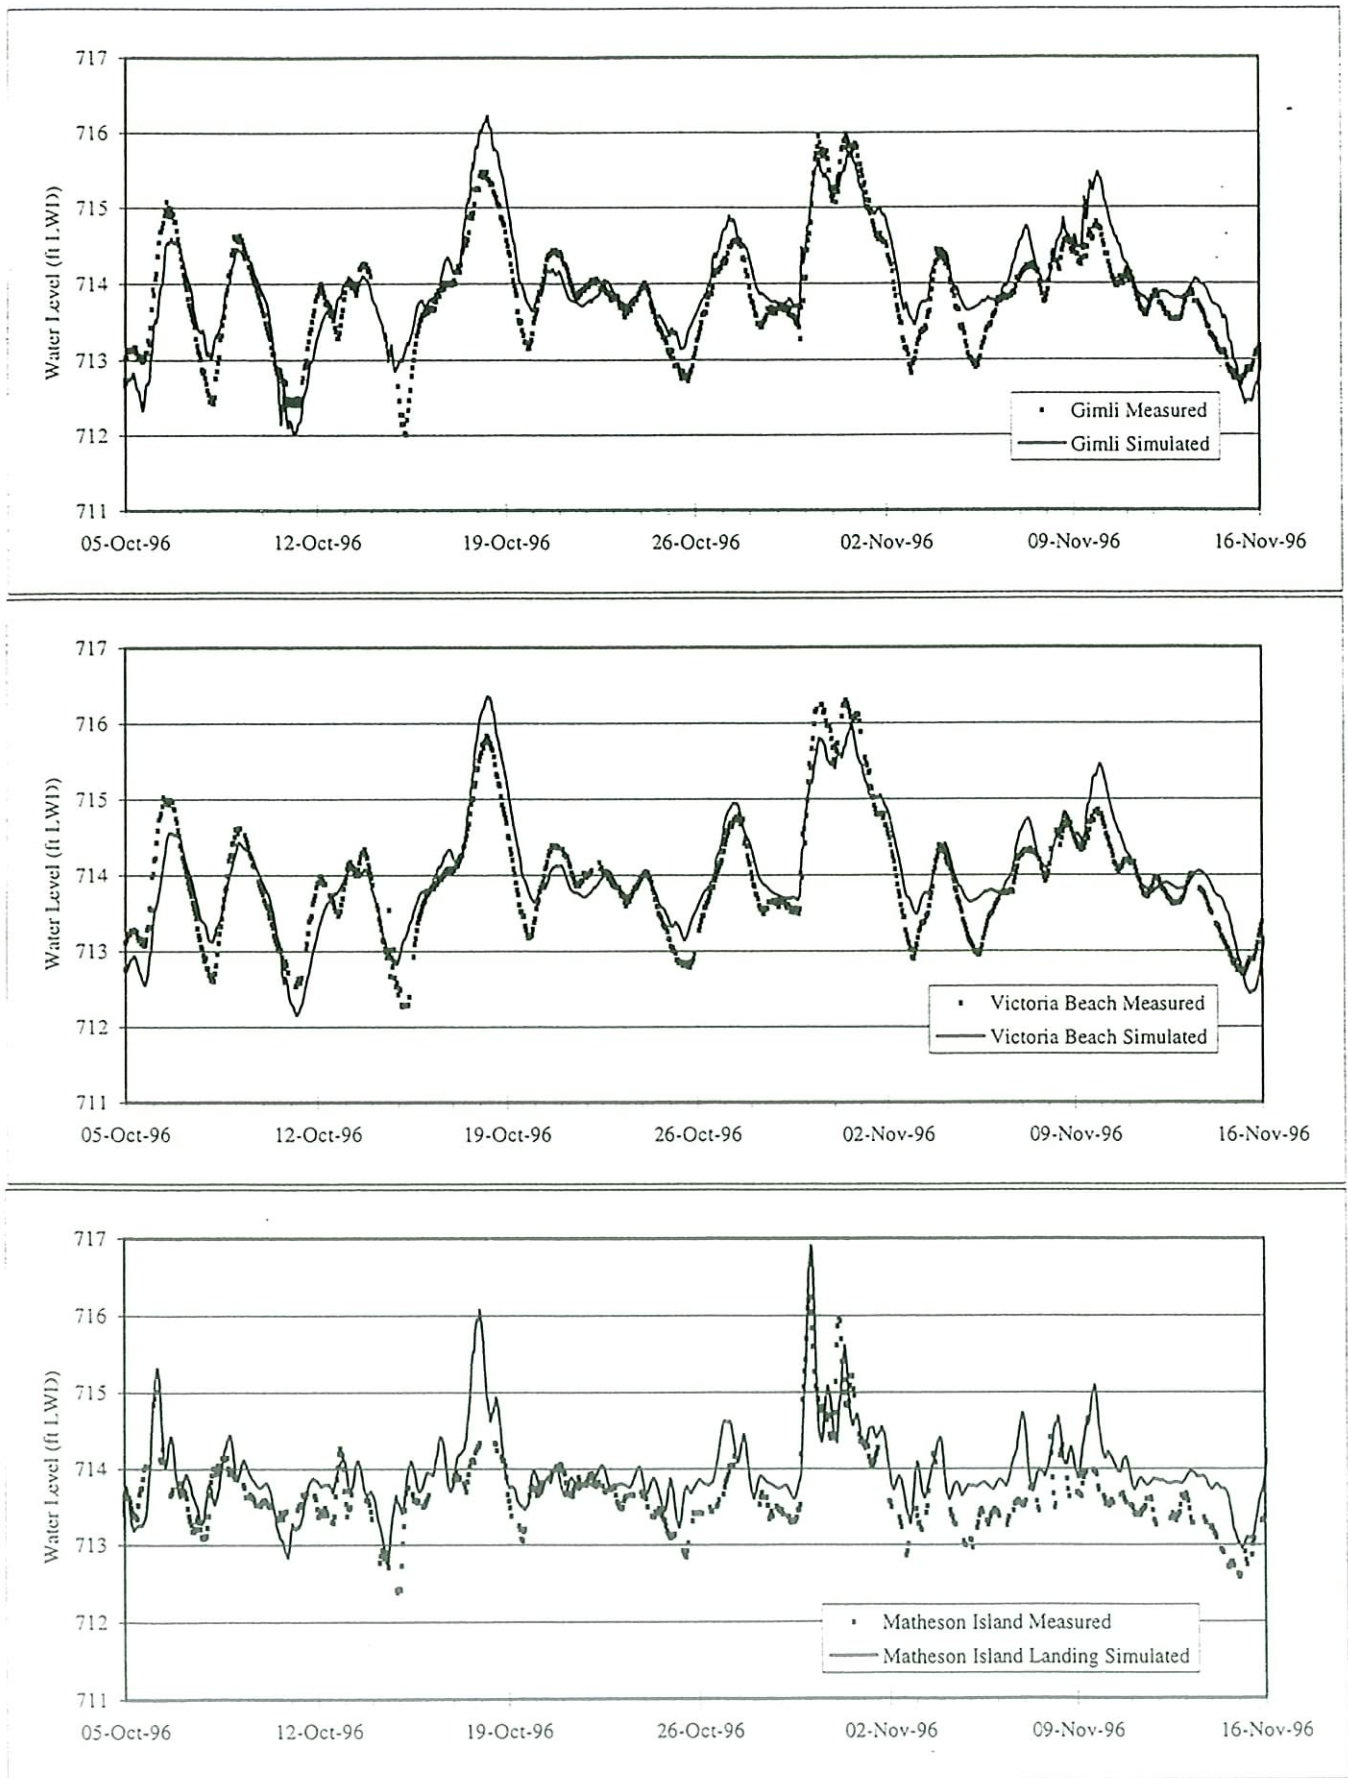 717
716
715
714
713
712
711
Water Level (ft LWD)
Gimli Measured
Gimli Simulated
05-Oct-96 12-Oct-96 19-Oct-96 26-Oct-96 02-Nov-96 09-Nov-96 16-Nov-96
717
716
715
714
713
712
711
Water Level (ft LWD)
Victoria Beach Measured
Victoria Beach Simulated
05-Oct-96 12-Oct-96 19-Oct-96 26-Oct-96 02-Nov-96 09-Nov-96 16-Nov-96
717
716
715
714
713
712
711
Water Level (ft LWD)
Matheson Island Measured
Matheson Island Landing Simulated
05-Oct-96 12-Oct-96 19-Oct-96 26-Oct-96 02-Nov-96 09-Nov-96 16-Nov-96